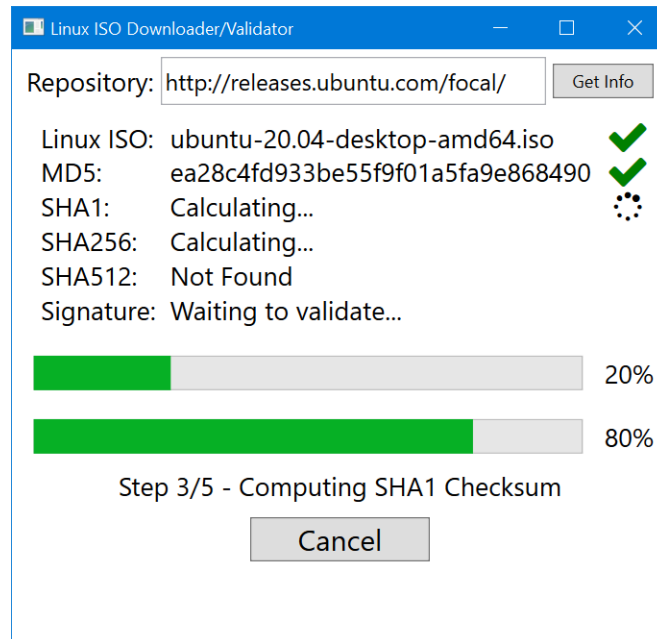 Linux ISO Downloader/Validator
Repository: http://releases.ubuntu.com/focal/ Get Info
Linux ISO: ubuntu-20.04-desktop-amd64.iso
MD5: ea28c4fd933be55f9f01a5fa9e868490
SHA1: Calculating...
SHA256: Calculating...
SHA512: Not Found
Signature: Waiting to validate...
20%
80%
Step 3/5 - Computing SHA1 Checksum
Cancel